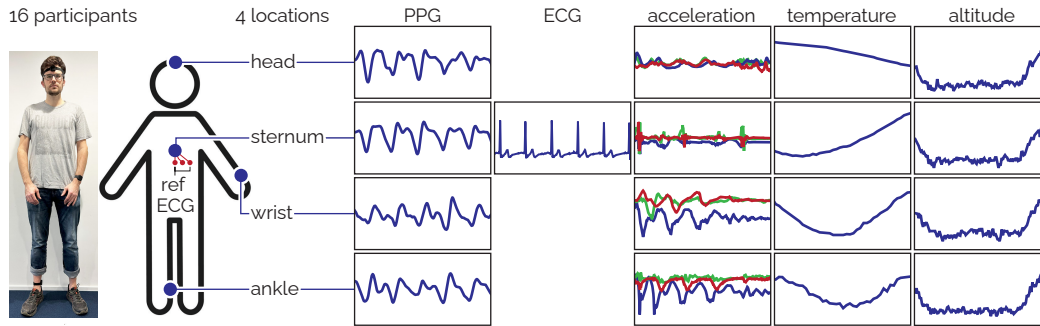 16 participants 4 locations PPG ECG acceleration temperature altitude
head
sternum
ref
ECG
wrist
ankle